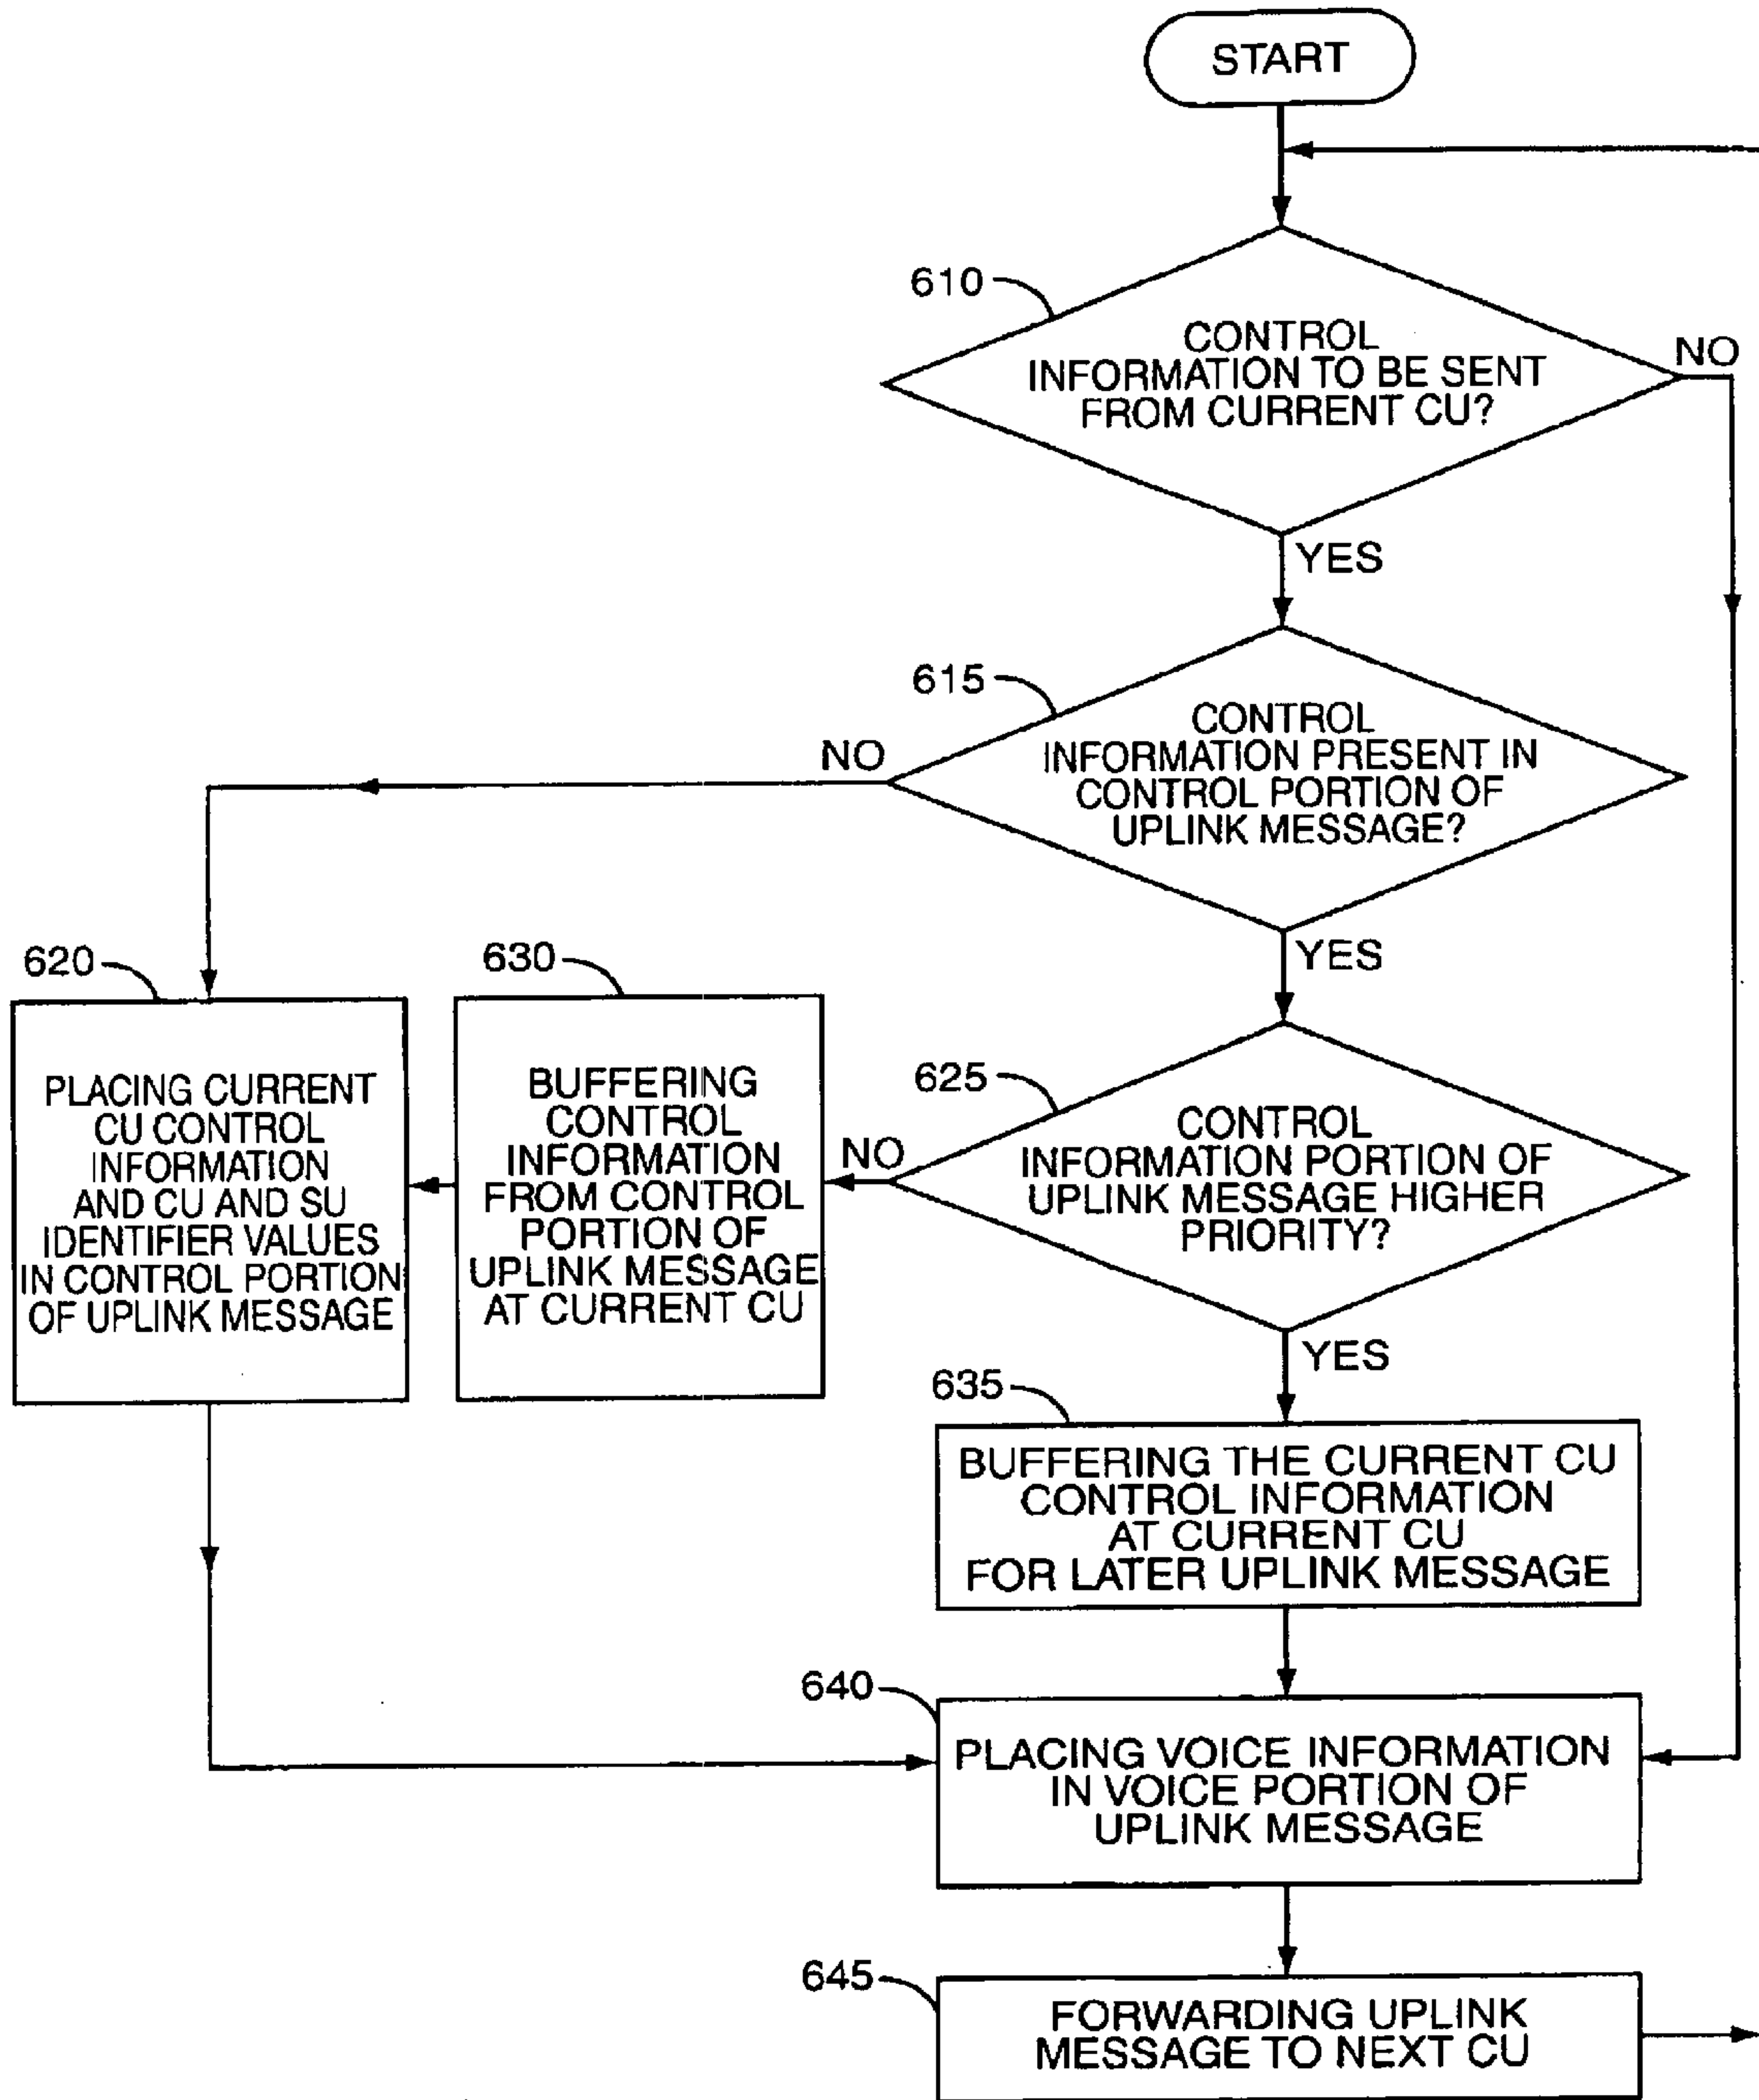 START
610
CONTROL
INFORMATION TO BE SENT
FROM CURRENT CU?
NO
YES
615
CONTROL
INFORMATION PRESENT IN
CONTROL PORTION OF
UPLINK MESSAGE?
NO
YES
620
PLACING CURRENT
CU CONTROL
INFORMATION
AND CU AND SU
IDENTIFIER VALUES
IN CONTROL PORTION
OF UPLINK MESSAGE
630
BUFFERING
CONTROL
INFORMATION
FROM CONTROL
PORTION OF
UPLINK MESSAGE
AT CURRENT CU
625
CONTROL
INFORMATION PORTION OF
UPLINK MESSAGE HIGHER
PRIORITY?
NO
YES
635
BUFFERING THE CURRENT CU
CONTROL INFORMATION
AT CURRENT CU
FOR LATER UPLINK MESSAGE
640
PLACING VOICE INFORMATION
IN VOICE PORTION OF
UPLINK MESSAGE
645
FORWARDING UPLINK
MESSAGE TO NEXT CU